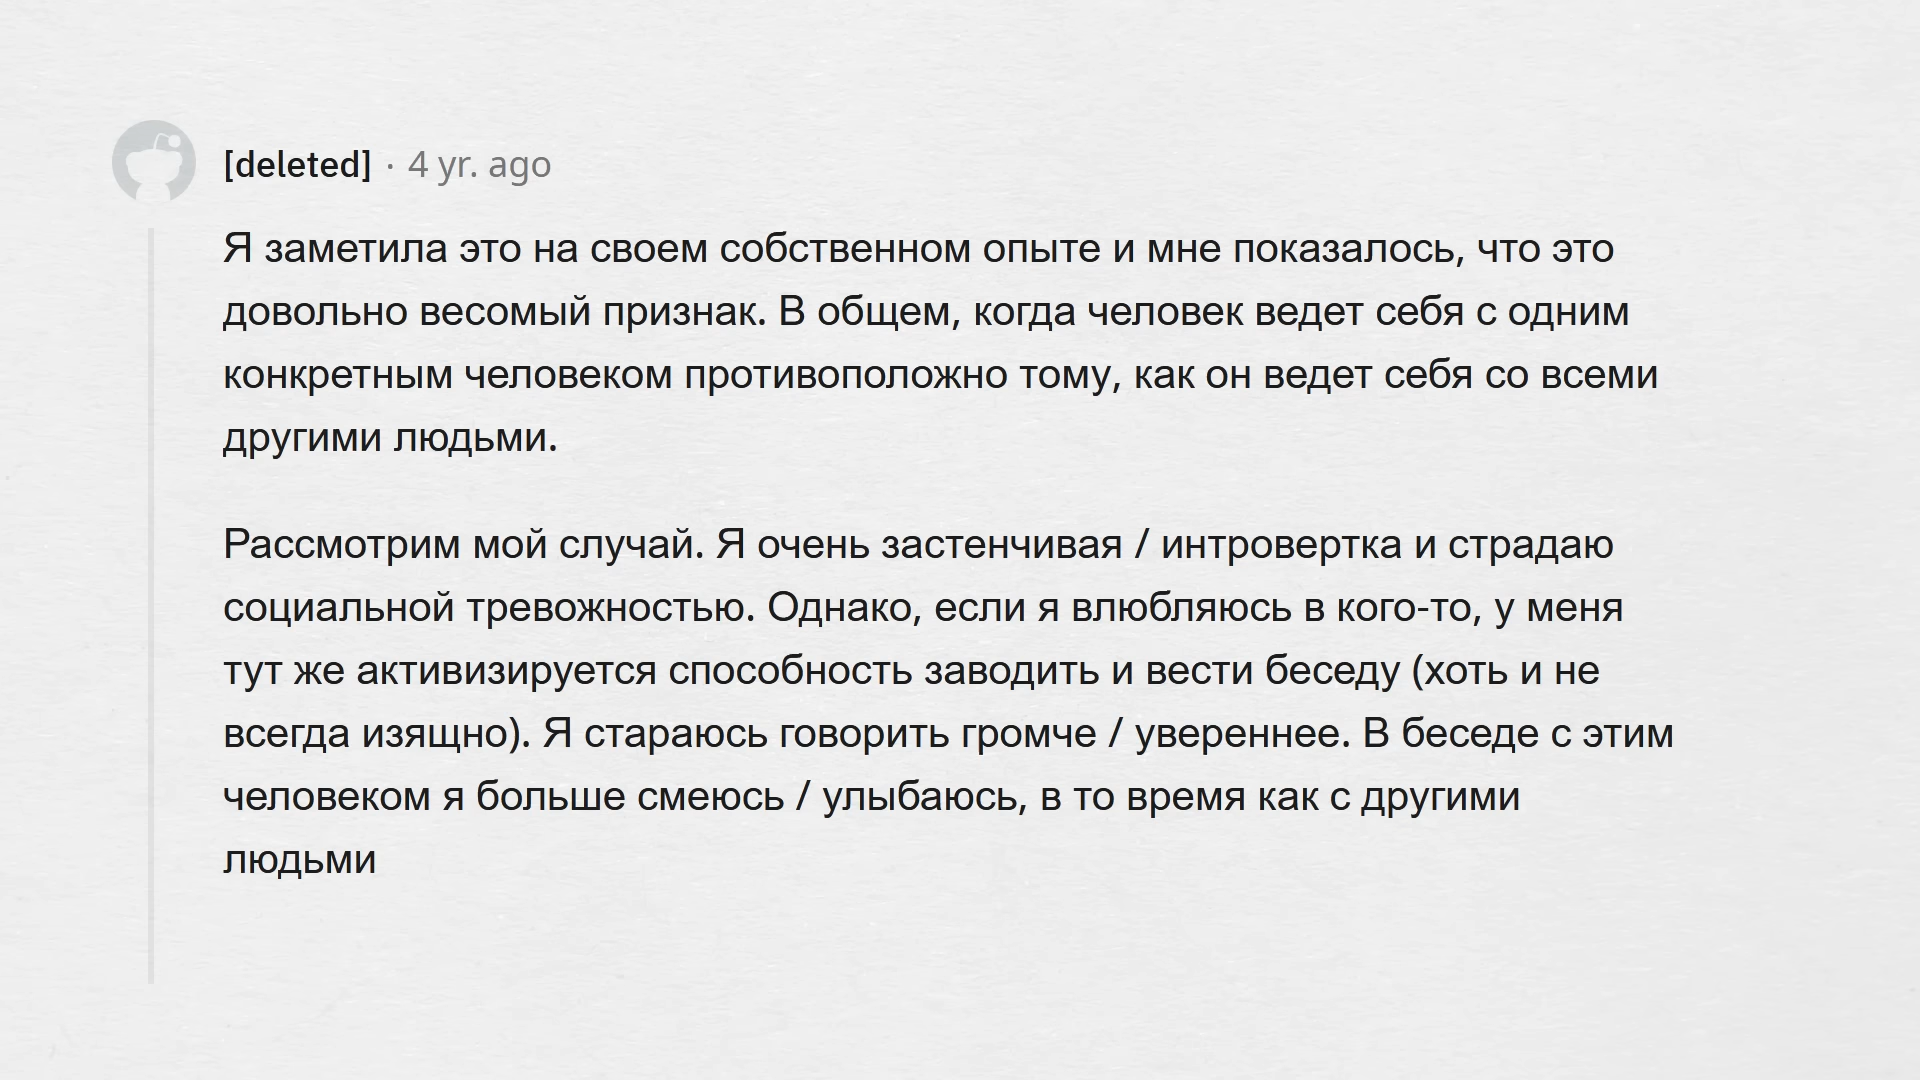 [deleted] · 4 yr. ago
Я заметила это на своем собственном опыте и мне показалось, что это
довольно весомый признак. В общем, когда человек ведет себя с одним
конкретным человеком противоположно тому, как он ведет себя со всеми
другими людьми.
Рассмотрим мой случай. Я очень застенчивая / интровертка и страдаю
социальной тревожностью. Однако, если я влюбляюсь в кого-то, у меня
тут же активизируется способность заводить и вести беседу (хоть и не
всегда изящно). Я стараюсь говорить громче / увереннее. В беседе с этим
человеком я больше смеюсь / улыбаюсь, в то время как с другими
людьми